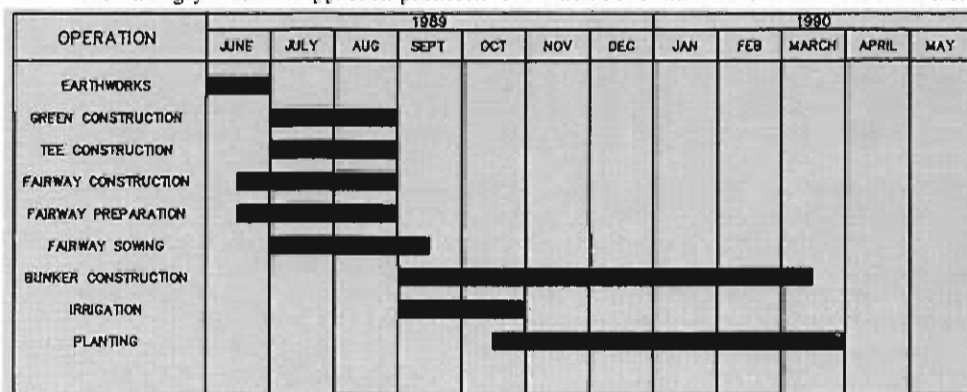 1989 1990
OPERATION JUNE JULY AUG SEPT OCT NOV DEC JAN FEB MARCH APRIL MAY
EARTHWORKS
GREEN CONSTRUCTION
TEE CONSTRUCTION
FAIRWAY CONSTRUCTION
FAIRWAY PREPARATION
FAIRWAY SOWING
BUNKER CONSTRUCTION
IRRIGATION
PLANTING